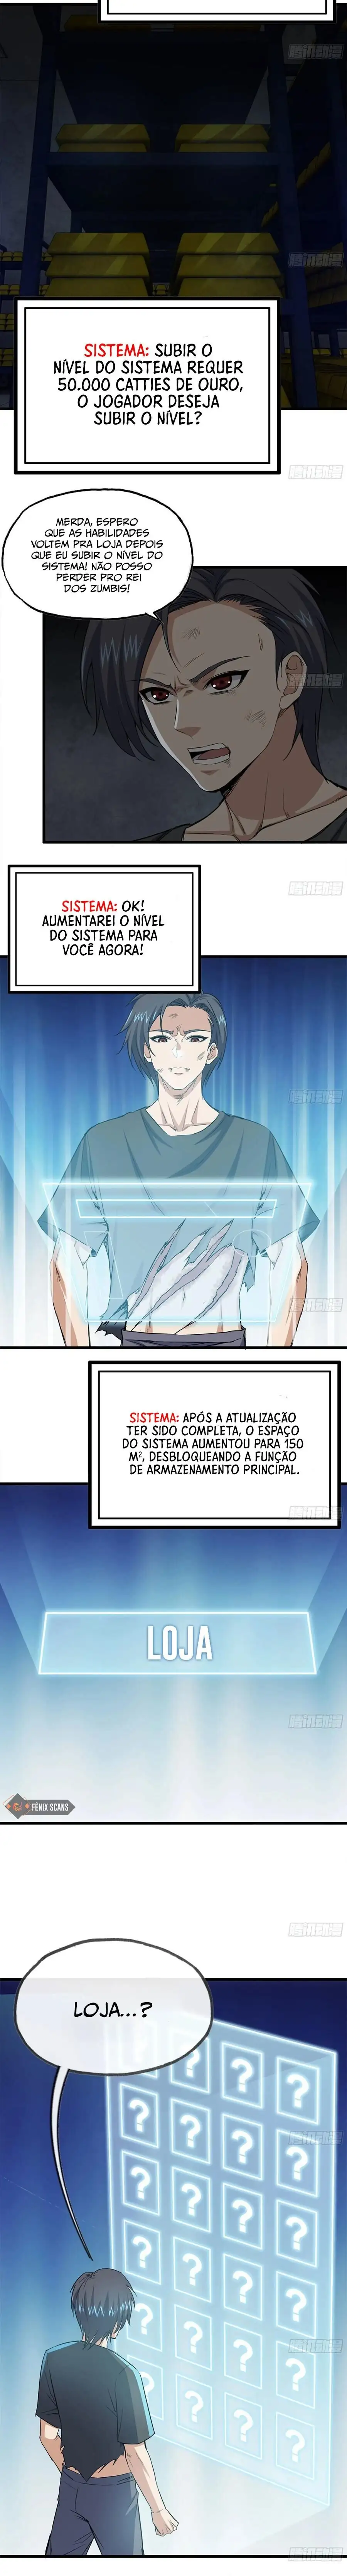 SISTEMA: SUBIR O
NÍVEL DO SISTEMA REQUER
50.000 CATTIES DE OURO,
O JOGADOR DESEJA
SUBIR O NÍVEL?
MERDA, ESPERO
QUE AS HABILIDADES
VOLTEM PRA LOJA DEPOIS
QUE EU SUBIR O NÍVEL DO
SISTEMA! NÃO POSSO
PERDER PRO REI
DOS ZUMBIS!
SISTEMA: OK!
AUMENTAREI O NÍVEL
DO SISTEMA PARA
VOCÊ AGORA!
SISTEMA: APÓS A ATUALIZAÇÃO
TER SIDO COMPLETA, O ESPAÇO
DO SISTEMA AUMENTOU PARA 150
M², DESBLOQUEANDO A FUNÇÃO
DE ARMAZENAMENTO PRINCIPAL.
LOJA
FÊNIX SCANS
LOJA...?
? ? ? ?
? ? ? ?
? ? ? ?
? ? ? ?
? ? ? ?
? ? ?